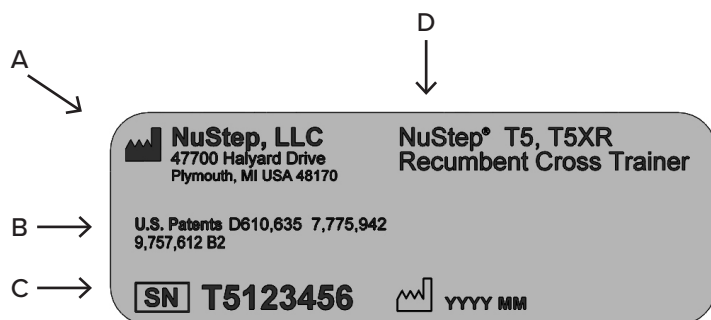 D
A
NuStep, LLC
47700 Halyard Drive
Plymouth, MI USA 48170
NuStep® T5, T5XR
Recumbent Cross Trainer
B
U.S. Patents D610,635 7,775,942
9,757,612 B2
C
SN T5123456
YYYY MM